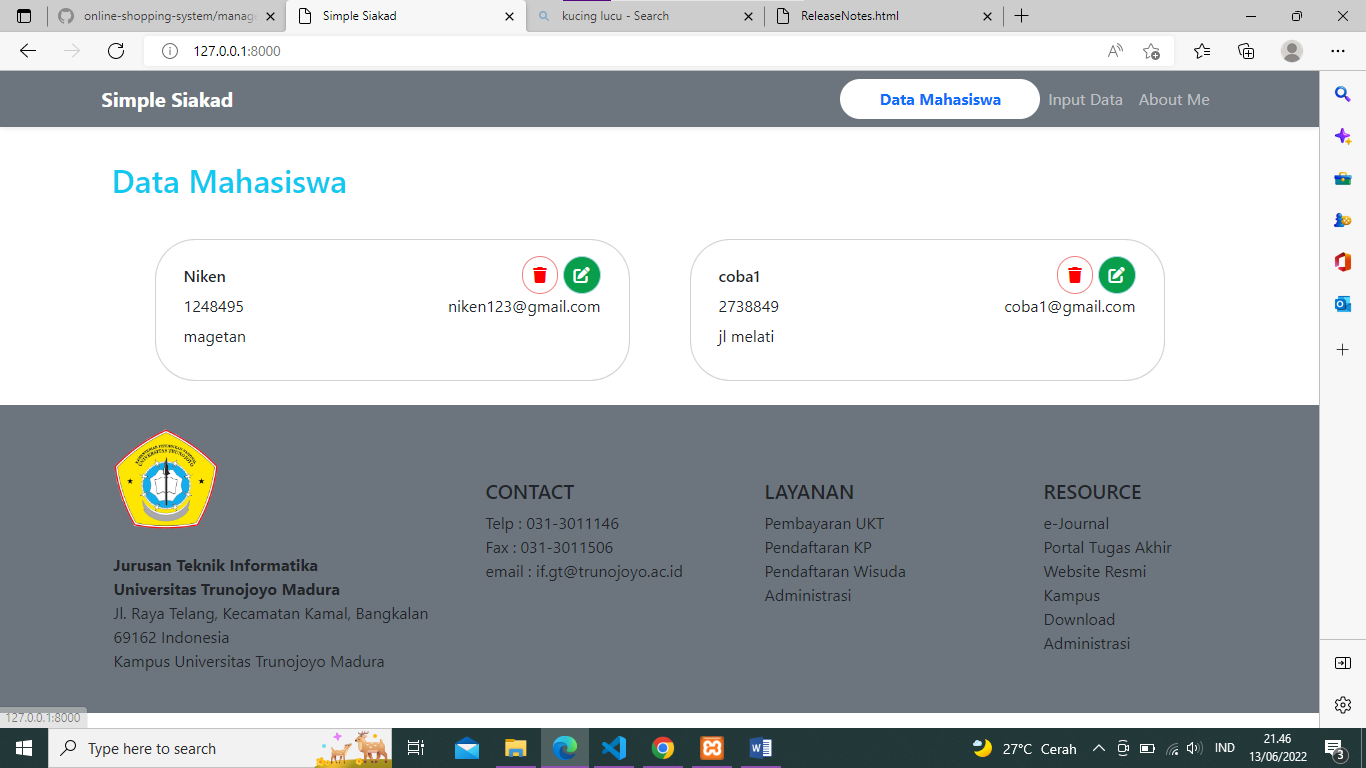 online-shopping-system/manag
Simple Siakad
kucing lucu - Search
ReleaseNotes.html
127.0.0.1:8000
Simple Siakad
Data Mahasiswa
Input Data
About Me
Data Mahasiswa
Niken
1248495
niken123@gmail.com
magetan
coba1
2738849
coba1@gmail.com
jl melati
Jurusan Teknik Informatika
Universitas Trunojoyo Madura
Jl. Raya Telang, Kecamatan Kamal, Bangkalan
69162 Indonesia
Kampus Universitas Trunojoyo Madura
CONTACT
Telp : 031-3011146
Fax : 031-3011506
email : if.gt@trunojoyo.ac.id
LAYANAN
Pembayaran UKT
Pendaftaran KP
Pendaftaran Wisuda
Administrasi
RESOURCE
e-Journal
Portal Tugas Akhir
Website Resmi
Kampus
Download
Administrasi
127.0.0.1:8000
Type here to search
27°C Cerah
IND
21.46
13/06/2022
3